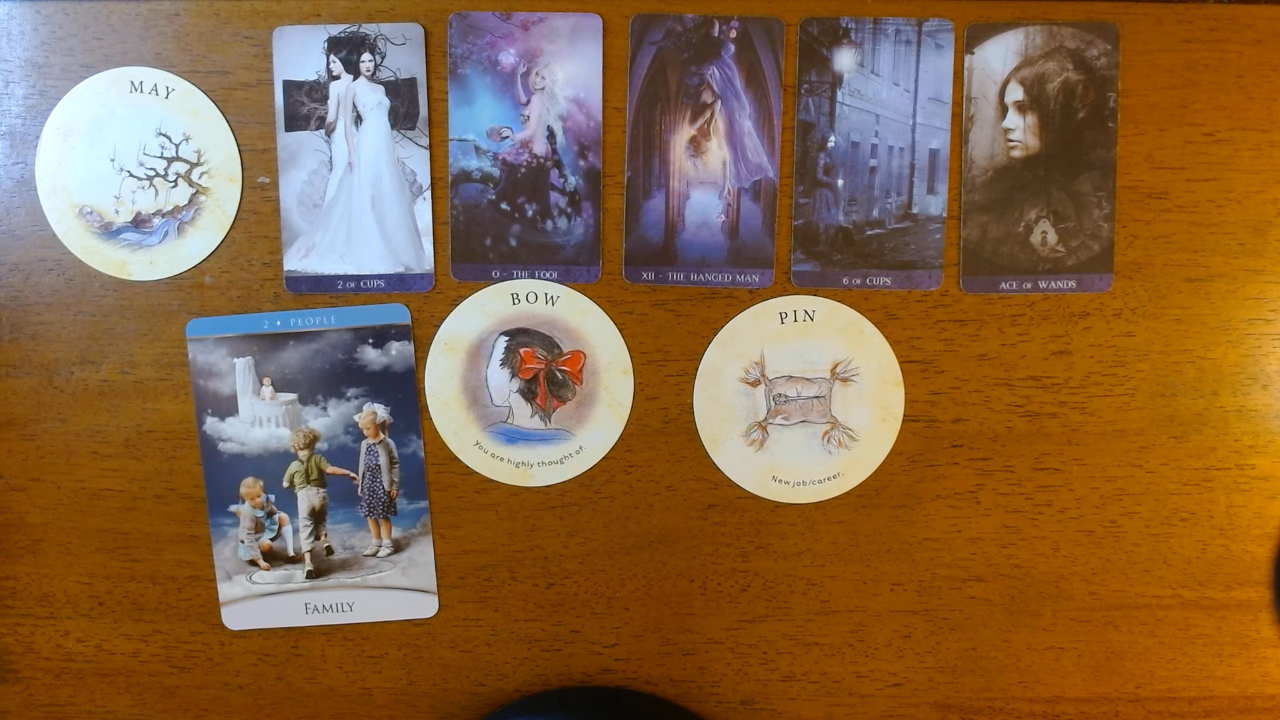 MAY
2 OF CUPS
0 - THE FOOL
XII - THE HANGED MAN
6 OF CUPS
ACE OF WANDS
2 ♦ PEOPLE
FAMILY
BOW
You are highly thought of.
PIN
New job/career.